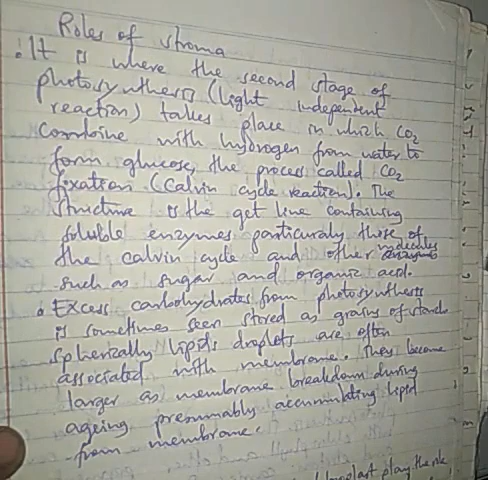 Roles of stroma
• It is where the second stage of
photosynthesis (light independent
reaction) takes place in which CO2
Combine with hydrogen from water to
form glucose, the process called CO2
fixation (Calvin cycle reaction). The
structure is the gel like containing
soluble enzymes particularly those of
the calvin cycle and other molecules
such as sugar and organic acid.
• Excess carbohydrates from photosynthesis
is sometimes seen stored as grains of starch
spherically lipids droplets are often
associated with membrane. They become
larger as membrane breakdown during
ageing presumably accumulating lipid
from membrane.
play the role